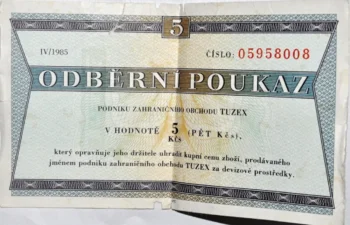 5
IV/1985 ČÍSLO: 05958008
ODBĚRNÍ POUKAZ
PODNIKU ZAHRANIČNÍHO OBCHODU TUZEX
V HODNOTĚ 5 (PĚT Kčs),
Kčs
který opravňuje jeho držitele uhradit kupní cenu zboží, prodávaného
jménem podniku zahraničního obchodu TUZEX za devizové prostředky.